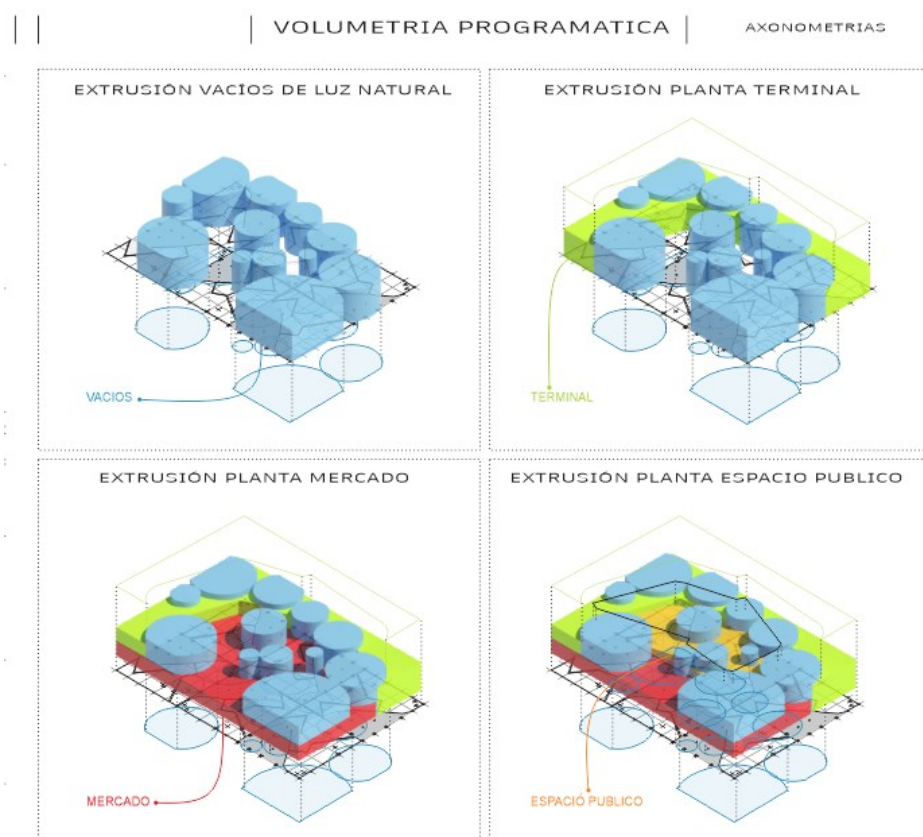 VOLUMETRIA PROGRAMATICA
AXONOMETRIAS
EXTRUSIÓN VACÍOS DE LUZ NATURAL
VACIOS
EXTRUSIÓN PLANTA TERMINAL
TERMINAL
EXTRUSIÓN PLANTA MERCADO
MERCADO
EXTRUSIÓN PLANTA ESPACIO PUBLICO
ESPACIÓ PUBLICO